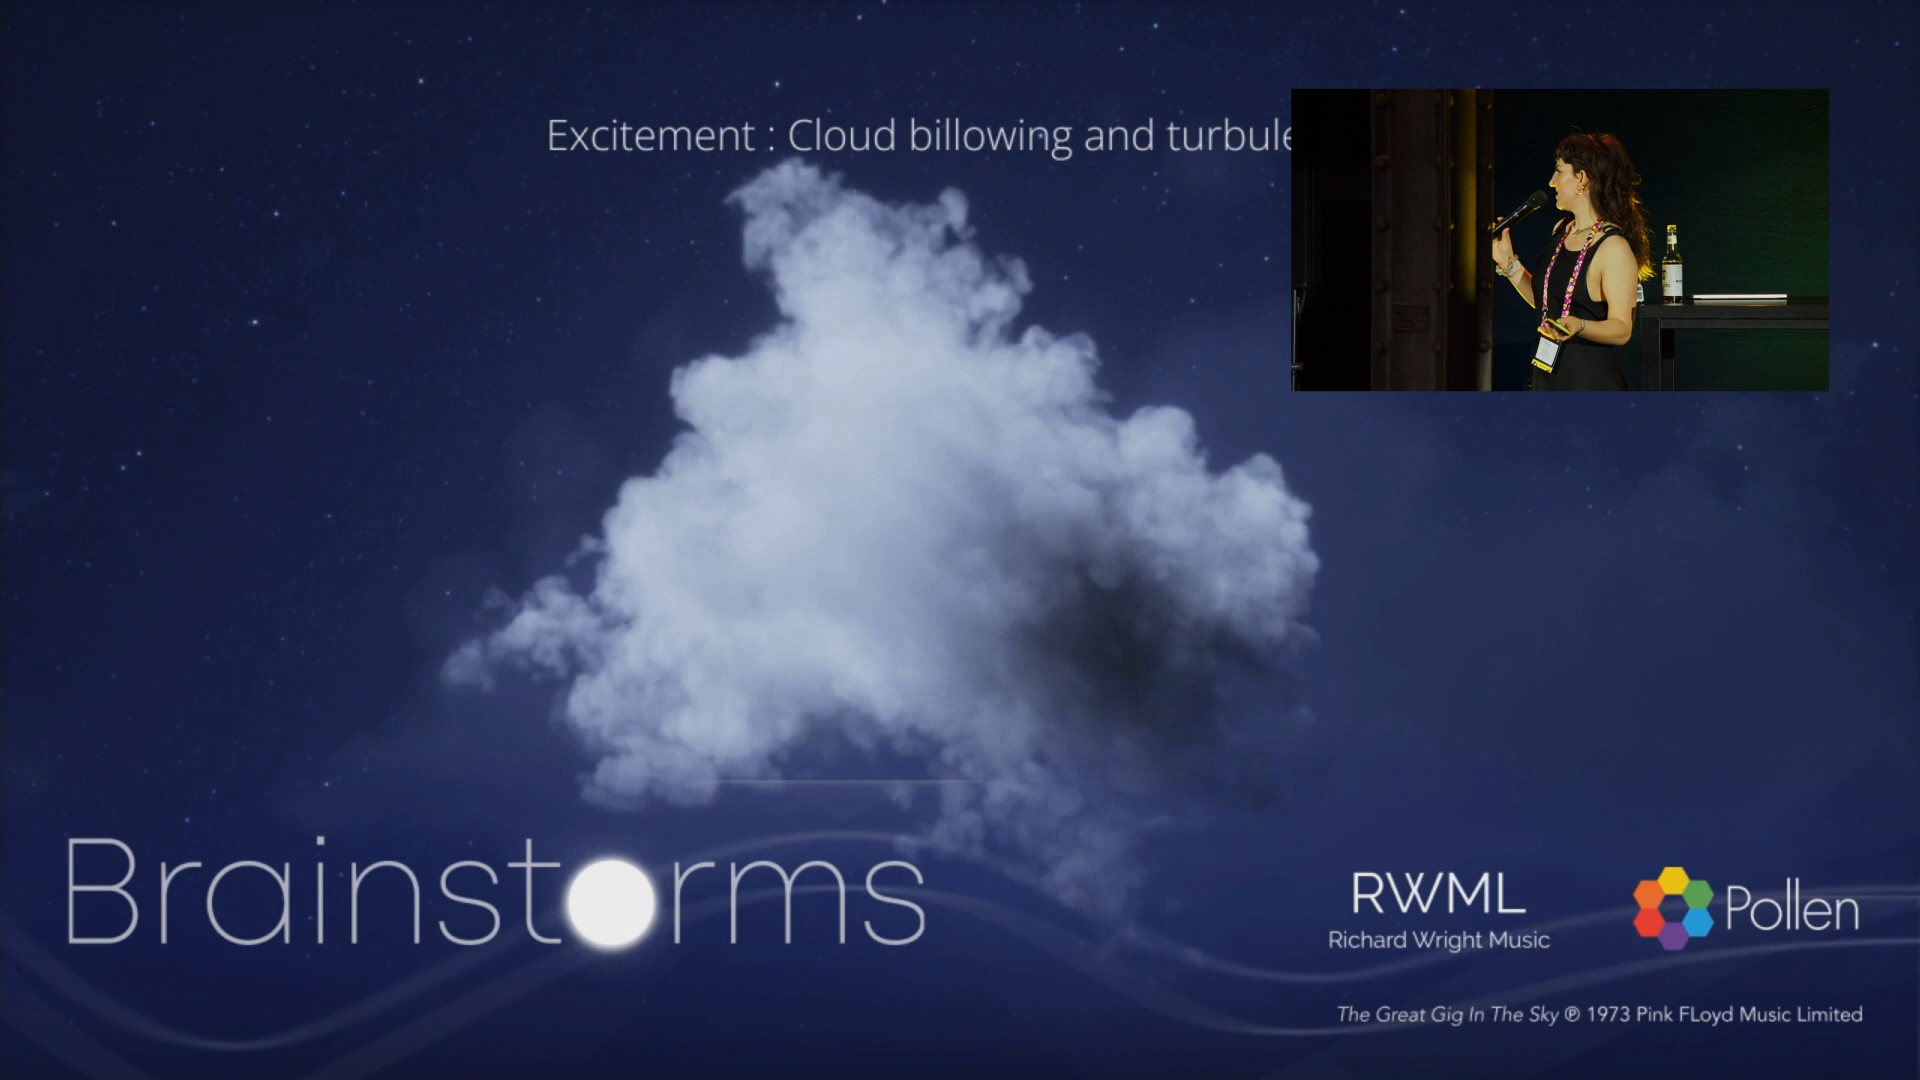 Excitement : Cloud billowing and turbule
Brainstorms
RWML
Richard Wright Music
Pollen
The Great Gig In The Sky ℗ 1973 Pink FLoyd Music Limited